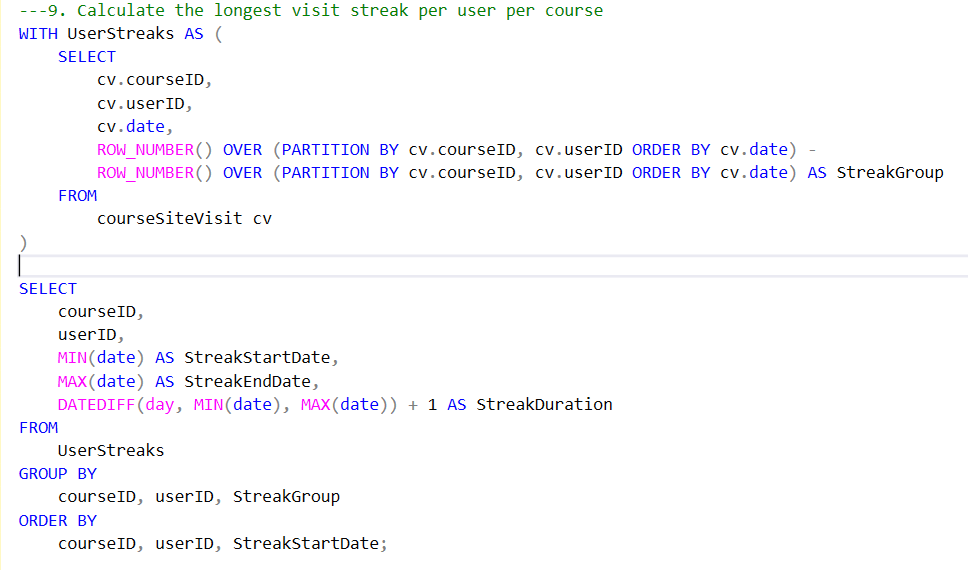 ---9. Calculate the longest visit streak per user per course
WITH UserStreaks AS (
    SELECT
        cv.courseID,
        cv.userID,
        cv.date,
        ROW_NUMBER() OVER (PARTITION BY cv.courseID, cv.userID ORDER BY cv.date) -
        ROW_NUMBER() OVER (PARTITION BY cv.courseID, cv.userID ORDER BY cv.date) AS StreakGroup
    FROM
        courseSiteVisit cv
)
SELECT
    courseID,
    userID,
    MIN(date) AS StreakStartDate,
    MAX(date) AS StreakEndDate,
    DATEDIFF(day, MIN(date), MAX(date)) + 1 AS StreakDuration
FROM
    UserStreaks
GROUP BY
    courseID, userID, StreakGroup
ORDER BY
    courseID, userID, StreakStartDate;